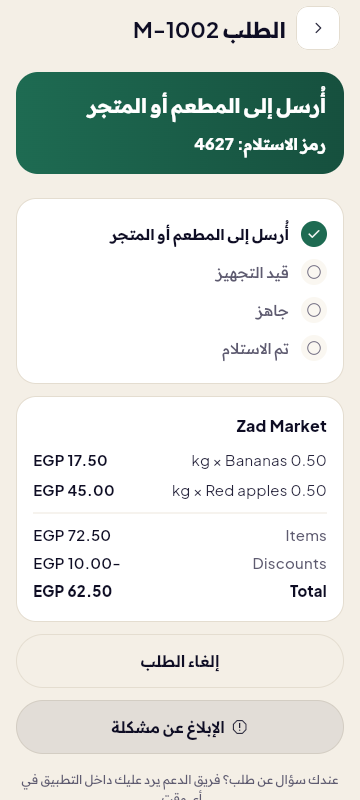 الطلب M-1002
أُرسل إلى المطعم أو المتجر
رمز الاستلام: 4627
أُرسل إلى المطعم أو المتجر
قيد التجهيز
جاهز
تم الاستلام
Zad Market
kg × Bananas 0.50 EGP 17.50
kg × Red apples 0.50 EGP 45.00
Items EGP 72.50
Discounts EGP 10.00-
Total EGP 62.50
إلغاء الطلب
الإبلاغ عن مشكلة
عندك سؤال عن طلب؟ فريق الدعم يرد عليك داخل التطبيق في
أي وقت